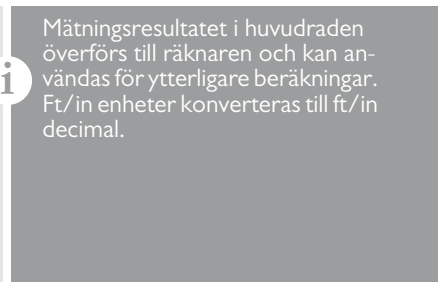 Mätningsresultatet i huvudraden
överförs till räknaren och kan an-
vändas för ytterligare beräkningar.
Ft/in enheter konverteras till ft/in
decimal.
i